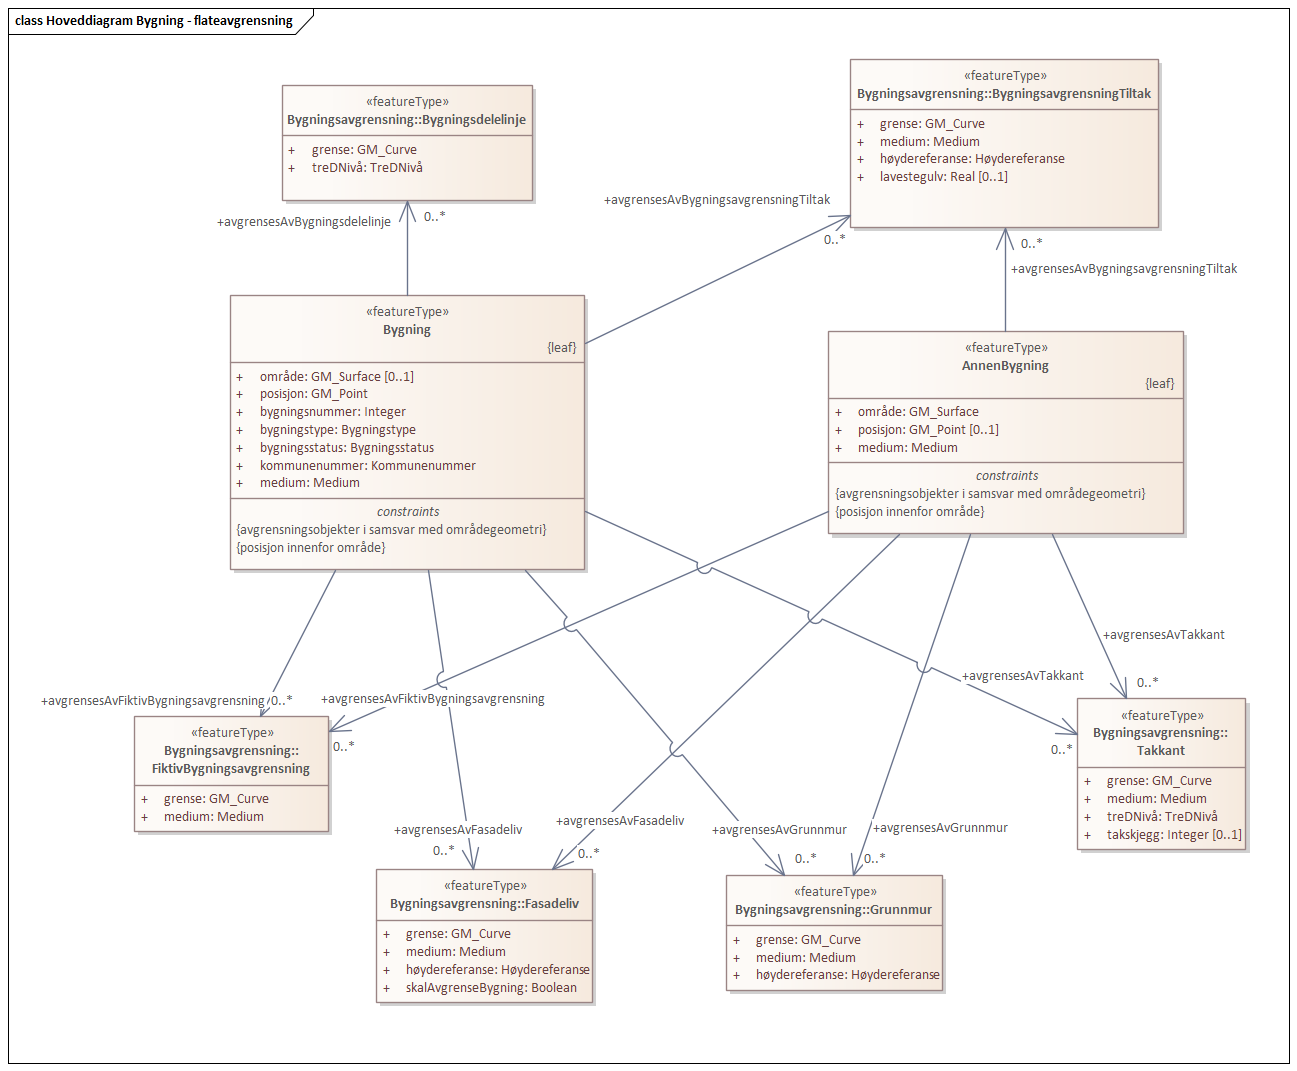 class Hoveddiagram Bygning - flateavgrensning
«featureType»
Bygningsavgrensning::Bygningsdelelinje
+ grense: GM_Curve
+ treDNivå: TreDNivå
«featureType»
Bygningsavgrensning::BygningsavgrensningTiltak
+ grense: GM_Curve
+ medium: Medium
+ høydereferanse: Høydereferanse
+ lavestegulv: Real [0..1]
+avgrensesAvBygningsdelelinje
0..*
+avgrensesAvBygningsavgrensningTiltak
0..*
0..*
+avgrensesAvBygningsavgrensningTiltak
«featureType»
Bygning
{leaf}
+ område: GM_Surface [0..1]
+ posisjon: GM_Point
+ bygningsnummer: Integer
+ bygningstype: Bygningstype
+ bygningsstatus: Bygningsstatus
+ kommunenummer: Kommunenummer
+ medium: Medium
constraints
{avgrensningsobjekter i samsvar med områdegeometri}
{posisjon innenfor område}
«featureType»
AnnenBygning
{leaf}
+ område: GM_Surface
+ posisjon: GM_Point [0..1]
+ medium: Medium
constraints
{avgrensningsobjekter i samsvar med områdegeometri}
{posisjon innenfor område}
+avgrensesAvTakkant
0..*
+avgrensesAvTakkant
0..*
+avgrensesAvFiktivBygningsavgrensning
0..*
+avgrensesAvFiktivBygningsavgrensning
0..*
«featureType»
Bygningsavgrensning::
FiktivBygningsavgrensning
+ grense: GM_Curve
+ medium: Medium
«featureType»
Bygningsavgrensning::
Takkant
+ grense: GM_Curve
+ medium: Medium
+ treDNivå: TreDNivå
+ takskjegg: Integer [0..1]
+avgrensesAvFasadeliv
0..*
+avgrensesAvFasadeliv
0..*
+avgrensesAvGrunnmur
0..*
+avgrensesAvGrunnmur
0..*
«featureType»
Bygningsavgrensning::Fasadeliv
+ grense: GM_Curve
+ medium: Medium
+ høydereferanse: Høydereferanse
+ skalAvgrenseBygning: Boolean
«featureType»
Bygningsavgrensning::Grunnmur
+ grense: GM_Curve
+ medium: Medium
+ høydereferanse: Høydereferanse